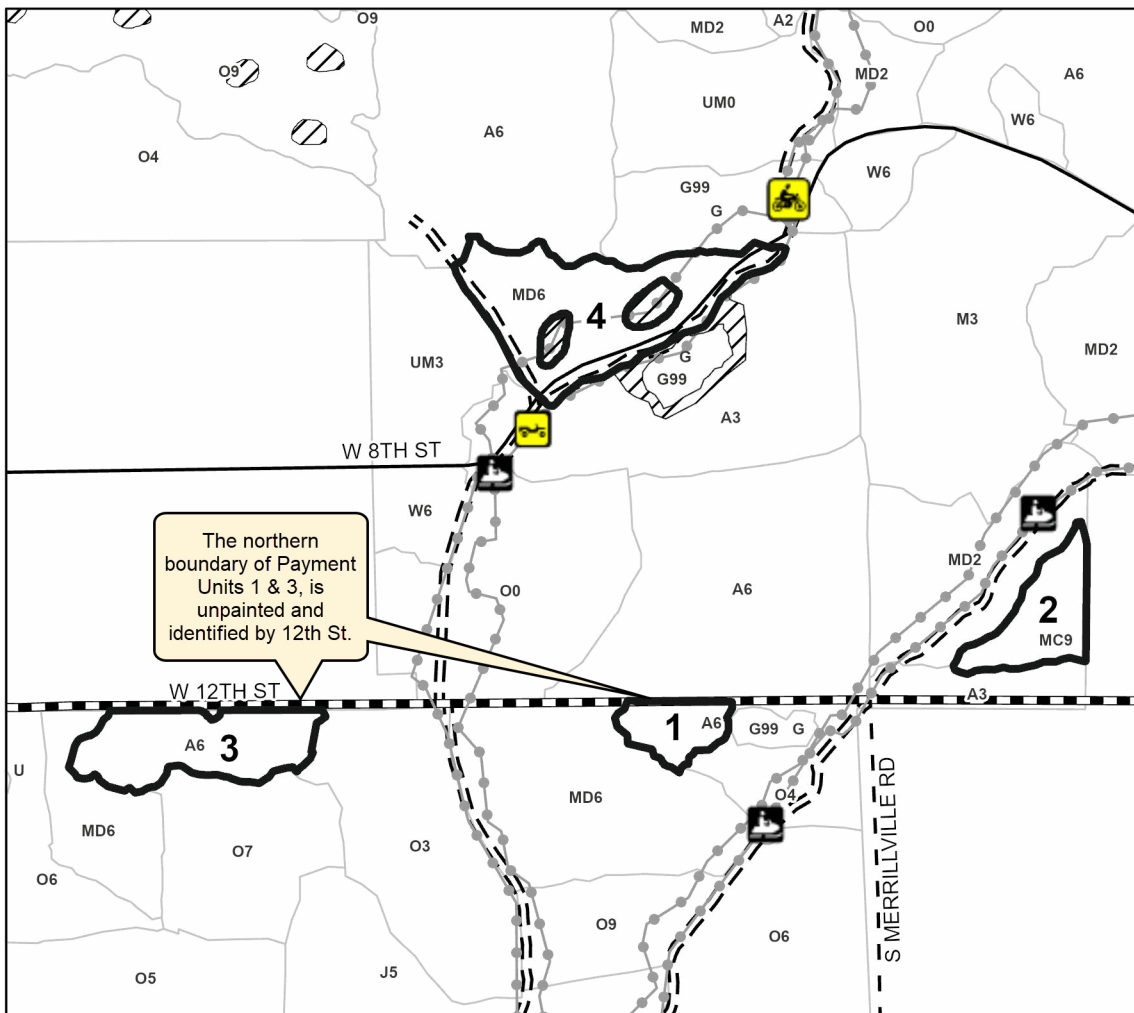 O9
MD2
A2
O0
O9
MD2
A6
UM0
W6
A6
O4
W6
G99
G
MD6
4
M3
UM3
G
G99
MD2
A3
W 8TH ST
W6
The northern
boundary of Payment
Units 1 & 3, is
unpainted and
identified by 12th St.
O0
A6
MD2
2
MC9
W 12TH ST
A3
A6
3
1
A6
G99
G
U
MD6
O4
MD6
O7
O3
O6
S MERRILLVILLE RD
O9
O6
O5
J5